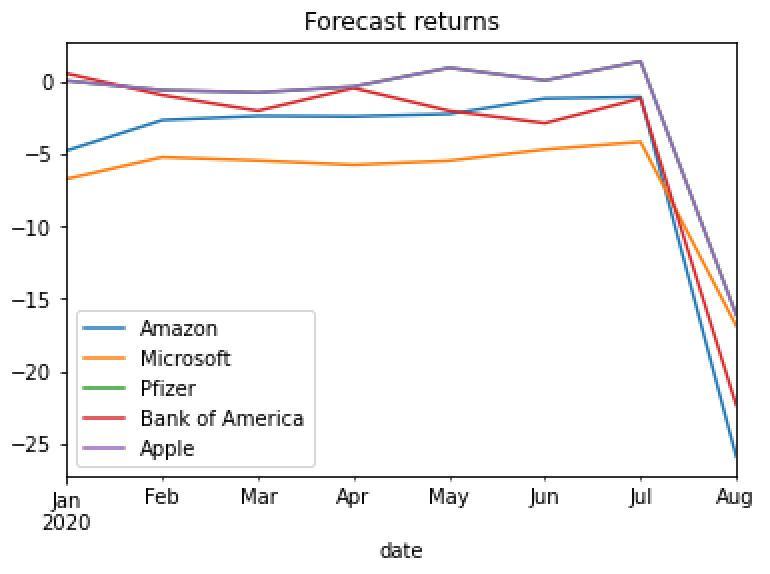 Forecast returns
0
−5
−10
−15
−20
−25
Amazon
Microsoft
Pfizer
Bank of America
Apple
Jan Feb Mar Apr May Jun Jul Aug
2020
date